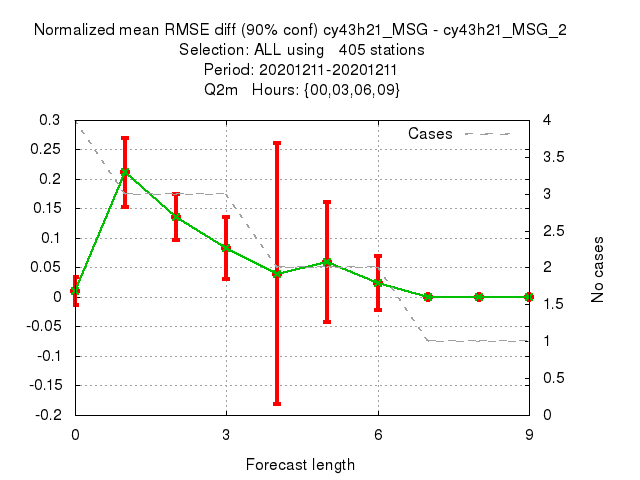 Normalized mean RMSE diff (90% conf) cy43h21_MSG - cy43h21_MSG_2
Selection: ALL using   405 stations
Period: 20201211-20201211
Q2m   Hours: {00,03,06,09}
Cases
0.3
0.25
0.2
0.15
0.1
0.05
0
-0.05
-0.1
-0.15
-0.2
4
3.5
3
2.5
2
1.5
1
0.5
0
No cases
0 3 6 9
Forecast length